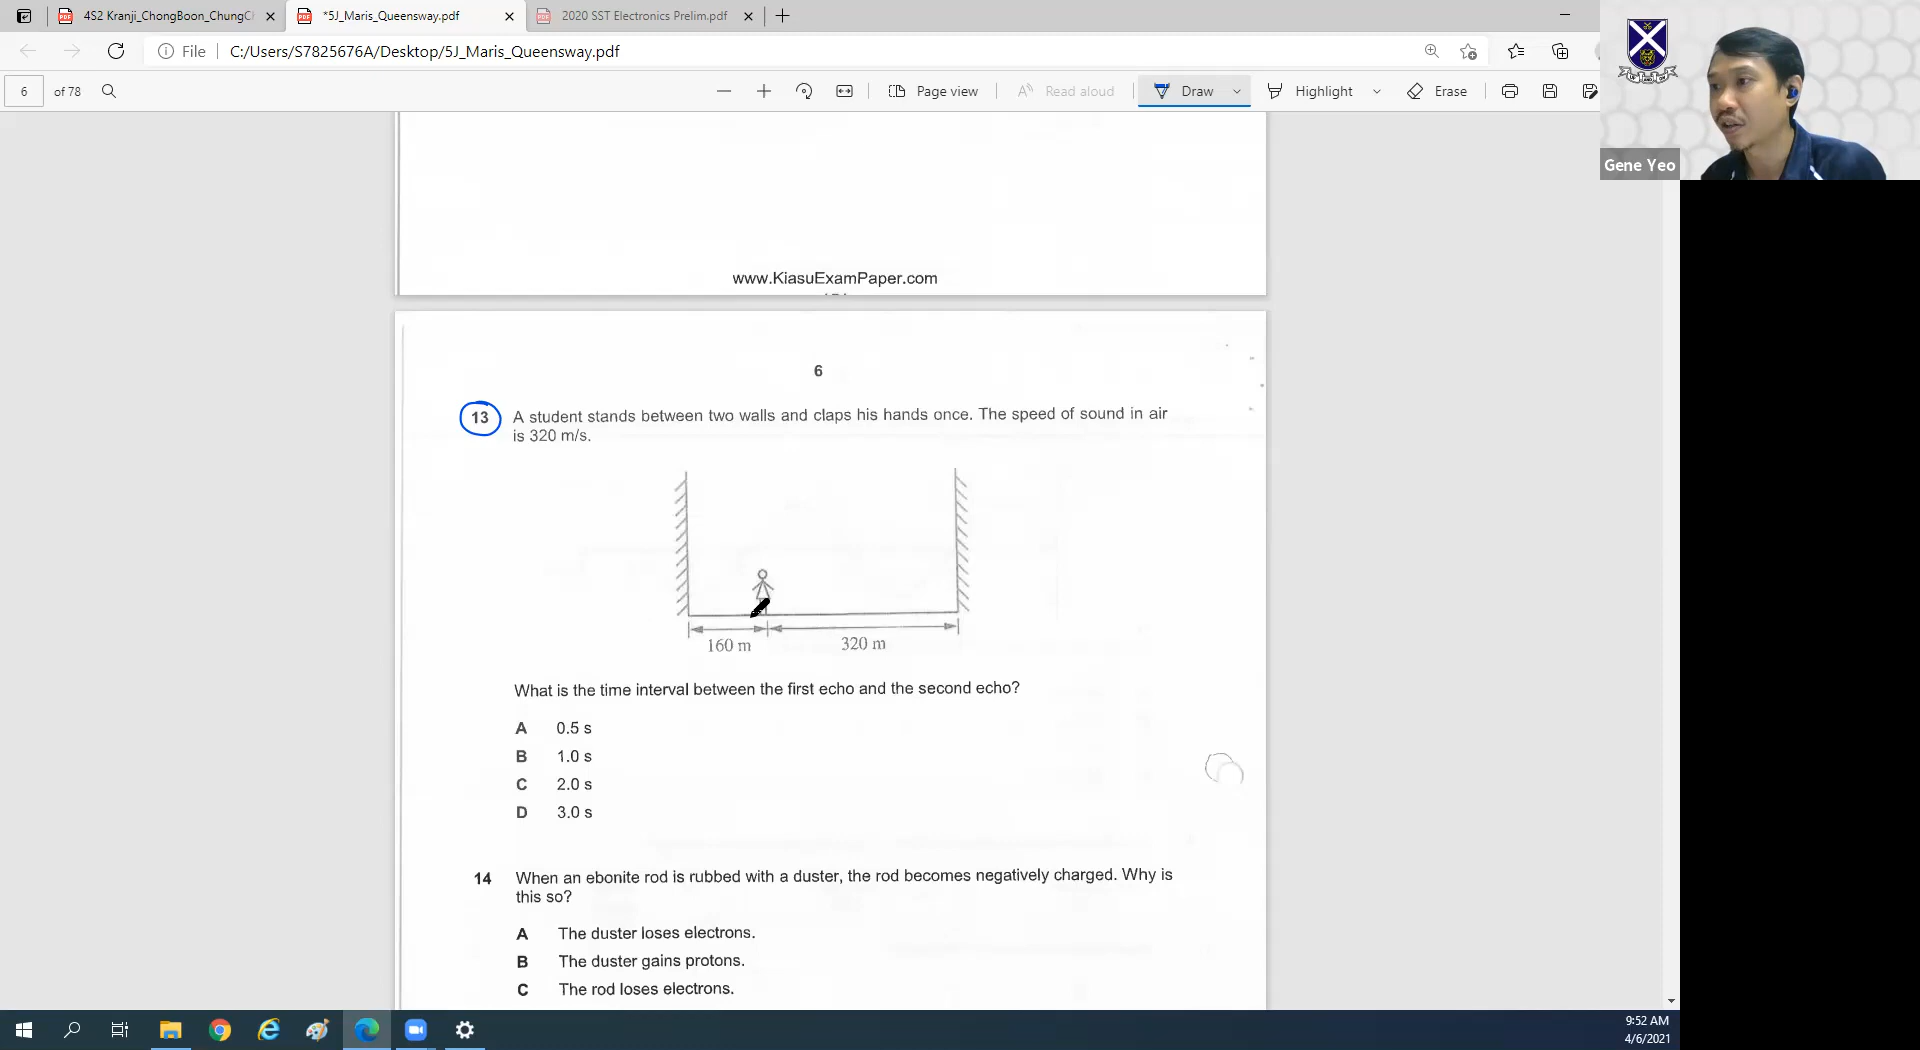 4S2 Kranji_ChongBoon_ChungC
*5J_Maris_Queensway.pdf
2020 SST Electronics Prelim.pdf
File
C:/Users/S7825676A/Desktop/5J_Maris_Queensway.pdf
6 of 78
Page view
Read aloud
Draw
Highlight
Erase
Gene Yeo
www.KiasuExamPaper.com
6
13 A student stands between two walls and claps his hands once. The speed of sound in air
is 320 m/s.
160 m
320 m
What is the time interval between the first echo and the second echo?
A 0.5 s
B 1.0 s
C 2.0 s
D 3.0 s
14 When an ebonite rod is rubbed with a duster, the rod becomes negatively charged. Why is
this so?
A The duster loses electrons.
B The duster gains protons.
C The rod loses electrons.
9:52 AM
4/6/2021